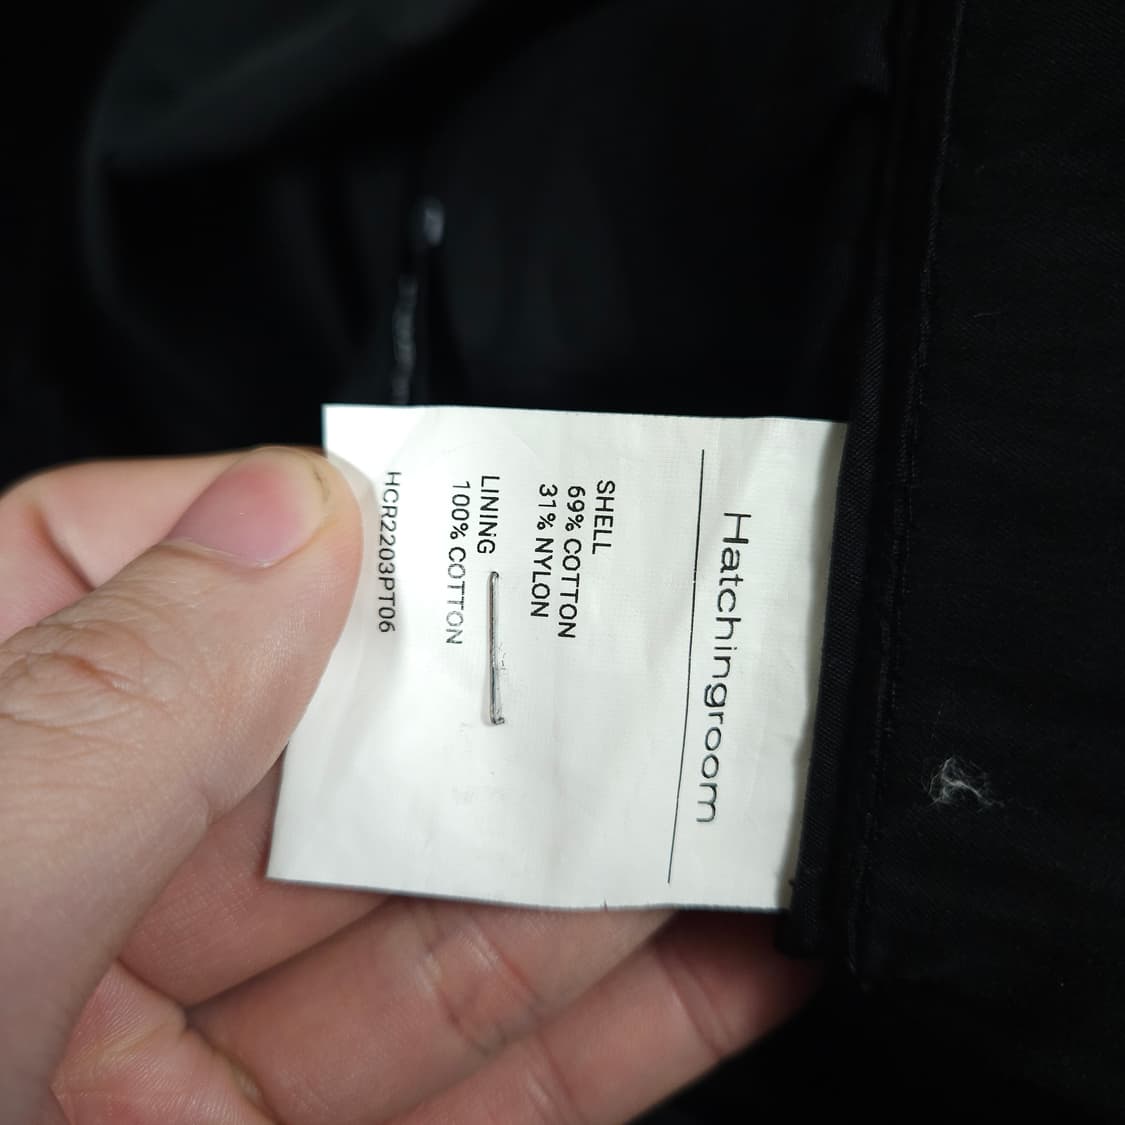 Hatchingroom
SHELL
69% COTTON
31% NYLON
LINING
100% COTTON
HCR2203PT06